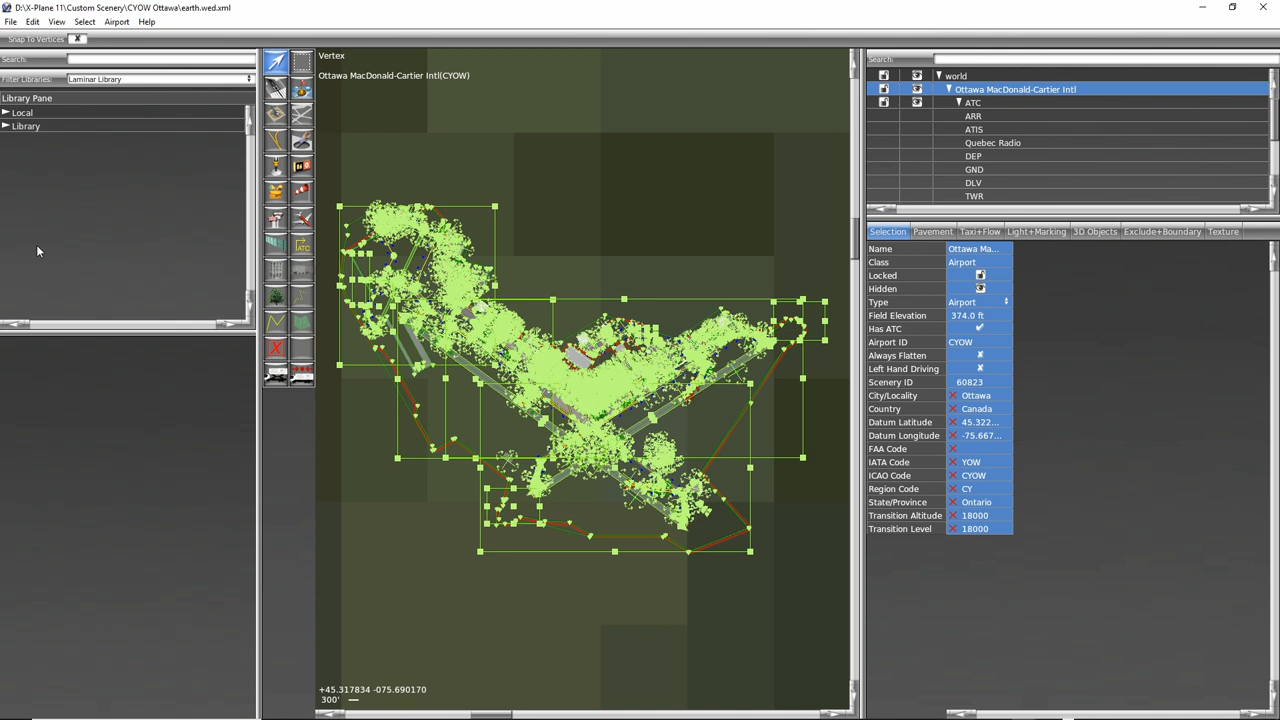 D:\X-Plane 11\Custom Scenery\CYOW Ottawa\earth.wed.xml
File Edit View Select Airport Help
Snap To Vertices
Search:
Filter Libraries: Laminar Library
Library Pane
Local
Library
Vertex
Ottawa MacDonald-Cartier Intl(CYOW)
ATC
+45.317834 -075.690170
300'
Search:
world
Ottawa MacDonald-Cartier Intl
ATC
ARR
ATIS
Quebec Radio
DEP
GND
DLV
TWR
Selection Pavement Taxi+Flow Light+Marking 3D Objects Exclude+Boundary Texture
Name Ottawa Ma...
Class Airport
Locked
Hidden
Type Airport
Field Elevation 374.0 ft
Has ATC
Airport ID CYOW
Always Flatten
Left Hand Driving
Scenery ID 60823
City/Locality Ottawa
Country Canada
Datum Latitude 45.322...
Datum Longitude -75.667...
FAA Code
IATA Code YOW
ICAO Code CYOW
Region Code CY
State/Province Ontario
Transition Altitude 18000
Transition Level 18000